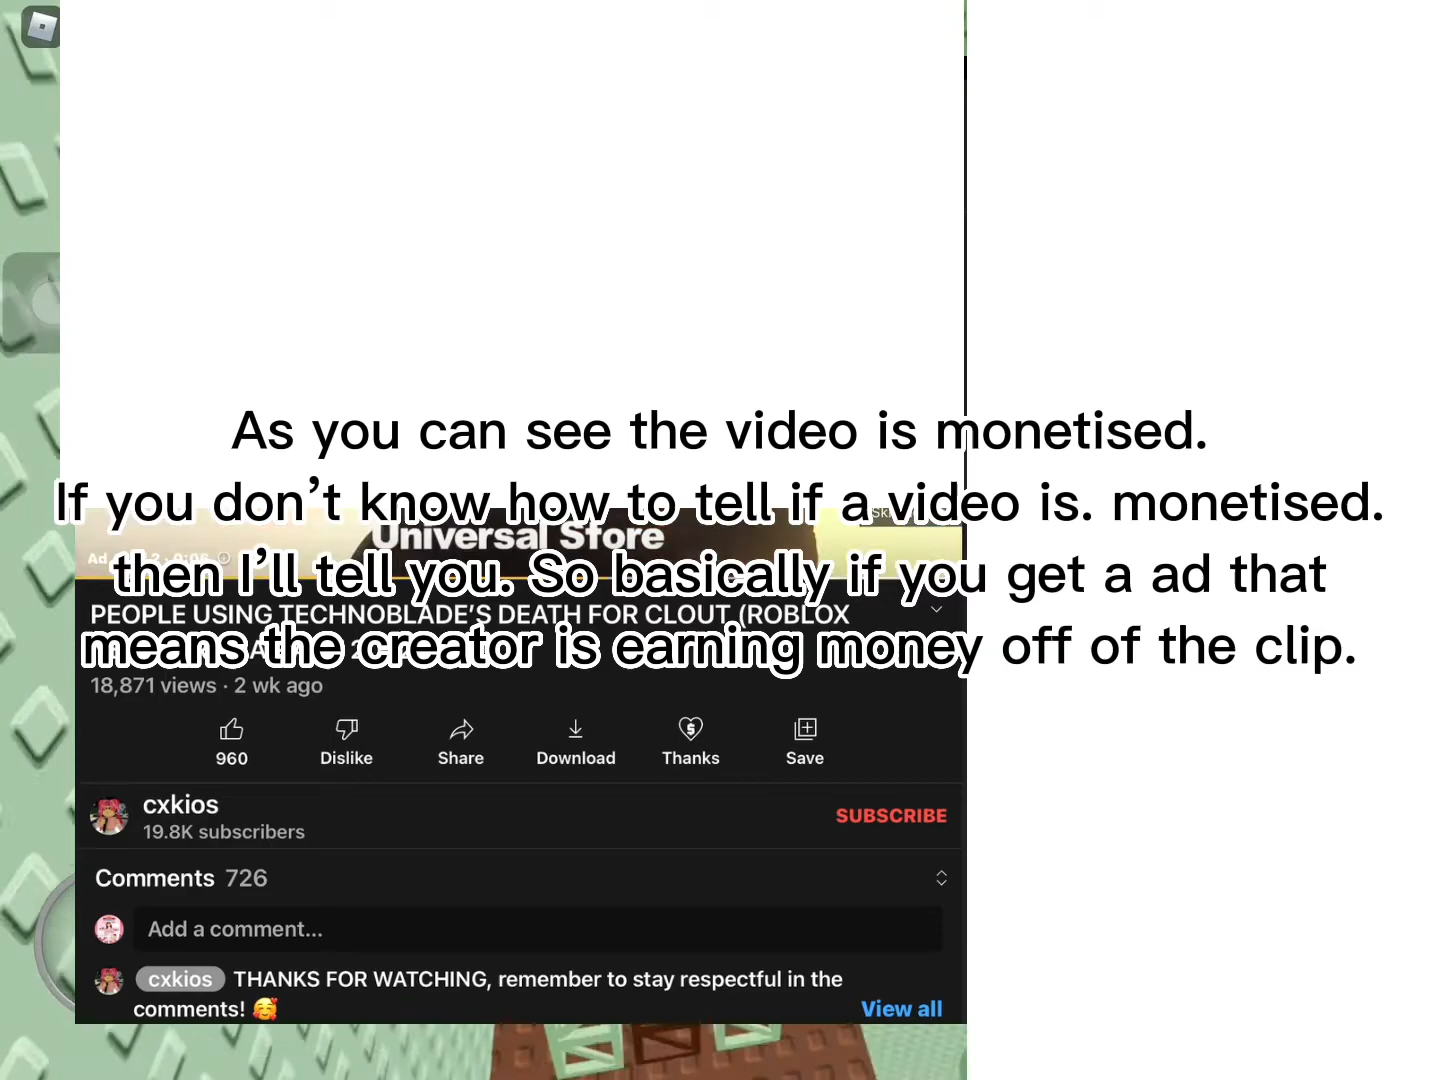 As you can see the video is monetised.
If you don't know how to tell if a video is. monetised.
Universal Store
then I'll tell you. So basically if you get a ad that
PEOPLE USING TECHNOBLADE'S DEATH FOR CLOUT (ROBLOX
means the creator is earning money off of the clip.
18,871 views · 2 wk ago
960 Dislike Share Download Thanks Save
cxkios
19.8K subscribers
SUBSCRIBE
Comments 726
Add a comment...
cxkios THANKS FOR WATCHING, remember to stay respectful in the
comments! 🥰
View all